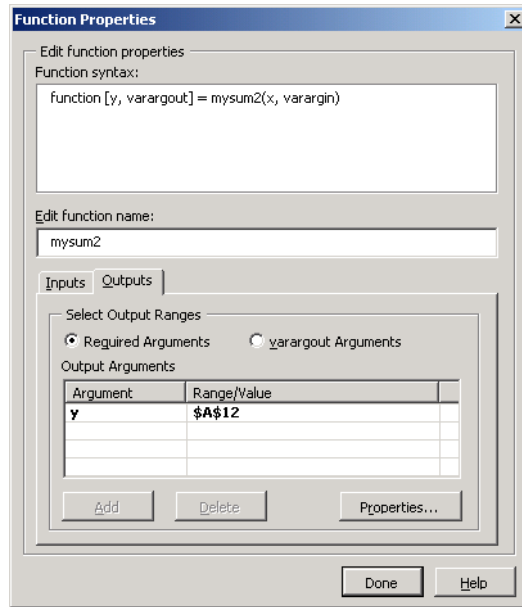 Function Properties
Edit function properties
Function syntax:
function [y, varargout] = mysum2(x, varargin)
Edit function name:
mysum2
Inputs Outputs
Select Output Ranges
Required Arguments varargout Arguments
Output Arguments
Argument Range/Value
y $A$12
Add Delete Properties...
Done Help